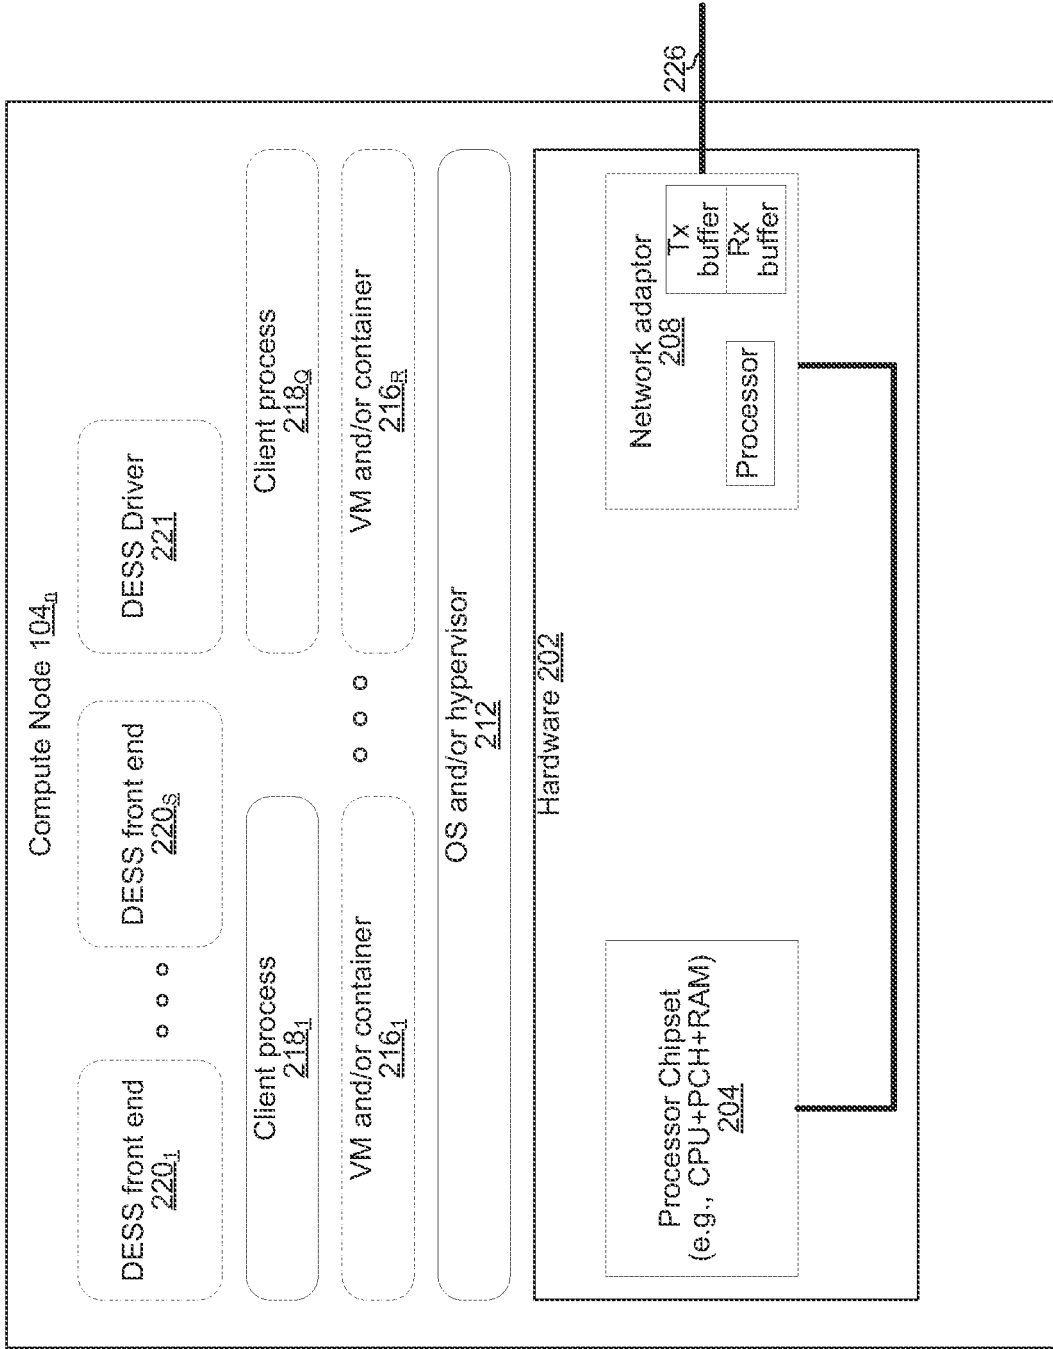 Compute Node 104n
DESS front end
220₁
DESS front end
220S
DESS Driver
221
Client process
218₁
Client process
218Q
VM and/or container
216₁
VM and/or container
216R
OS and/or hypervisor
212
Hardware 202
Processor Chipset
(e.g., CPU+PCH+RAM)
204
Network adaptor
208
Processor
Tx
buffer
Rx
buffer
226